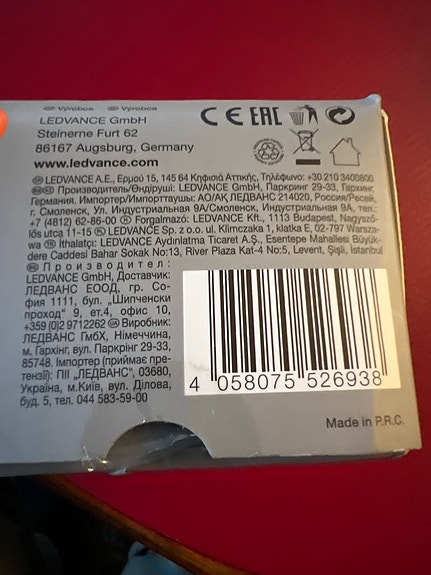 Výrobce Výrobca
LEDVANCE GmbH
Steinerne Furt 62
86167 Augsburg, Germany
www.ledvance.com
CE EAC
LEDVANCE A.E., Ερμού 15, 145 64 Κηφισιά Αττικής, Τηλέφωνο: +30 210 3400800
Производитель/Өндіруші: LEDVANCE GmbH, Паркринг 29-33, Гархинг,
Германия. Импортер/Импорттаушы: АО/АҚ ЛЕДВАНС 214020, Россия/Ресей,
г. Смоленск, Ул. Индустриальная 9А/Смоленск, Индустриальная 9А, тел./
+7 (4812) 62-86-00 Forgalmazó: LEDVANCE Kft., 1113 Budapest, Nagyszõ-
lõs utca 11-15 LEDVANCE Sp. z o.o. ul. Klimczaka 1, klatka E, 02-797 Warsza-
wa İthalatçı: LEDVANCE Aydınlatma Ticaret A.Ş., Esentepe Mahallesi Büyük-
dere Caddesi Bahar Sokak No:13, River Plaza Kat-4 No:5, Levent, Şişli, İstanbul
Производител:
LEDVANCE GmbH, Доставчик:
ЛЕДВАНС ЕООД, гр. Со-
фия 1111, бул. „Шипченски
проход" 9, ет.4, офис 10,
+359 (0)2 9712262 Виробник:
ЛЕДВАНС ГмбХ, Німеччина,
м. Гархінг, вул. Паркрінг 29-33,
85748. Імпортер (приймає пре-
тензії): ПІІ „ЛЕДВАНС", 03680,
Україна, м.Київ, вул. Ділова,
буд. 5, тел. 044 583-59-00
4 058075 526938
Made in P.R.C.